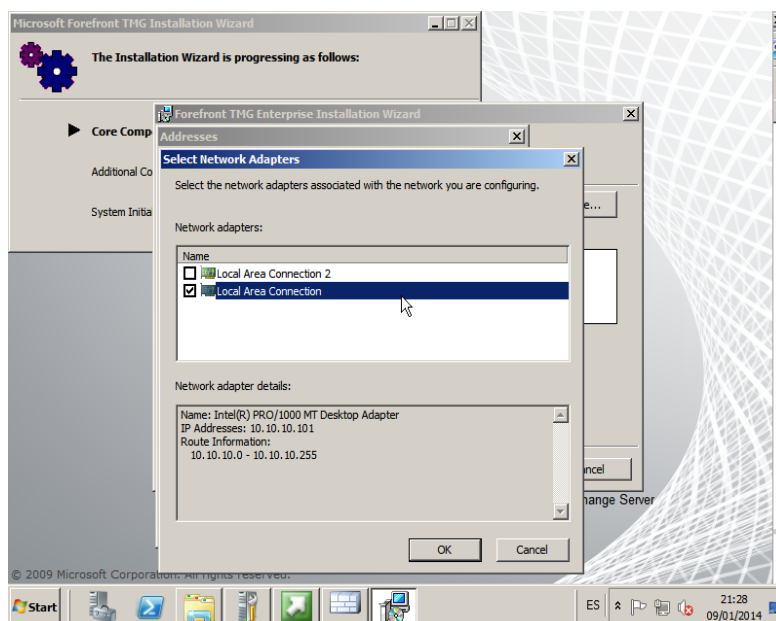 Microsoft Forefront TMG Installation Wizard
The Installation Wizard is progressing as follows:
Forefront TMG Enterprise Installation Wizard
Core Comp
Addresses
Select Network Adapters
Additional Co
Select the network adapters associated with the network you are configuring.
System Initia
e...
Network adapters:
Name
Local Area Connection 2
Local Area Connection
Network adapter details:
Name: Intel(R) PRO/1000 MT Desktop Adapter
IP Addresses: 10.10.10.101
Route Information:
10.10.10.0 - 10.10.10.255
ncel
hange Server
OK Cancel
© 2009 Microsoft Corporation. All rights reserved.
Start ES 21:28
09/01/2014